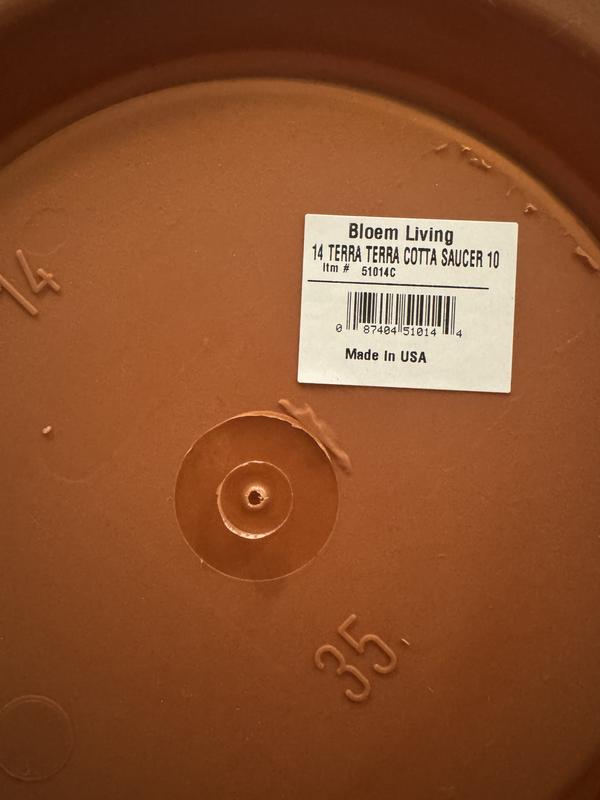 Bloem Living
14 TERRA TERRA COTTA SAUCER 10
Itm # 51014C
0 87404 51014 4
Made In USA
14
35